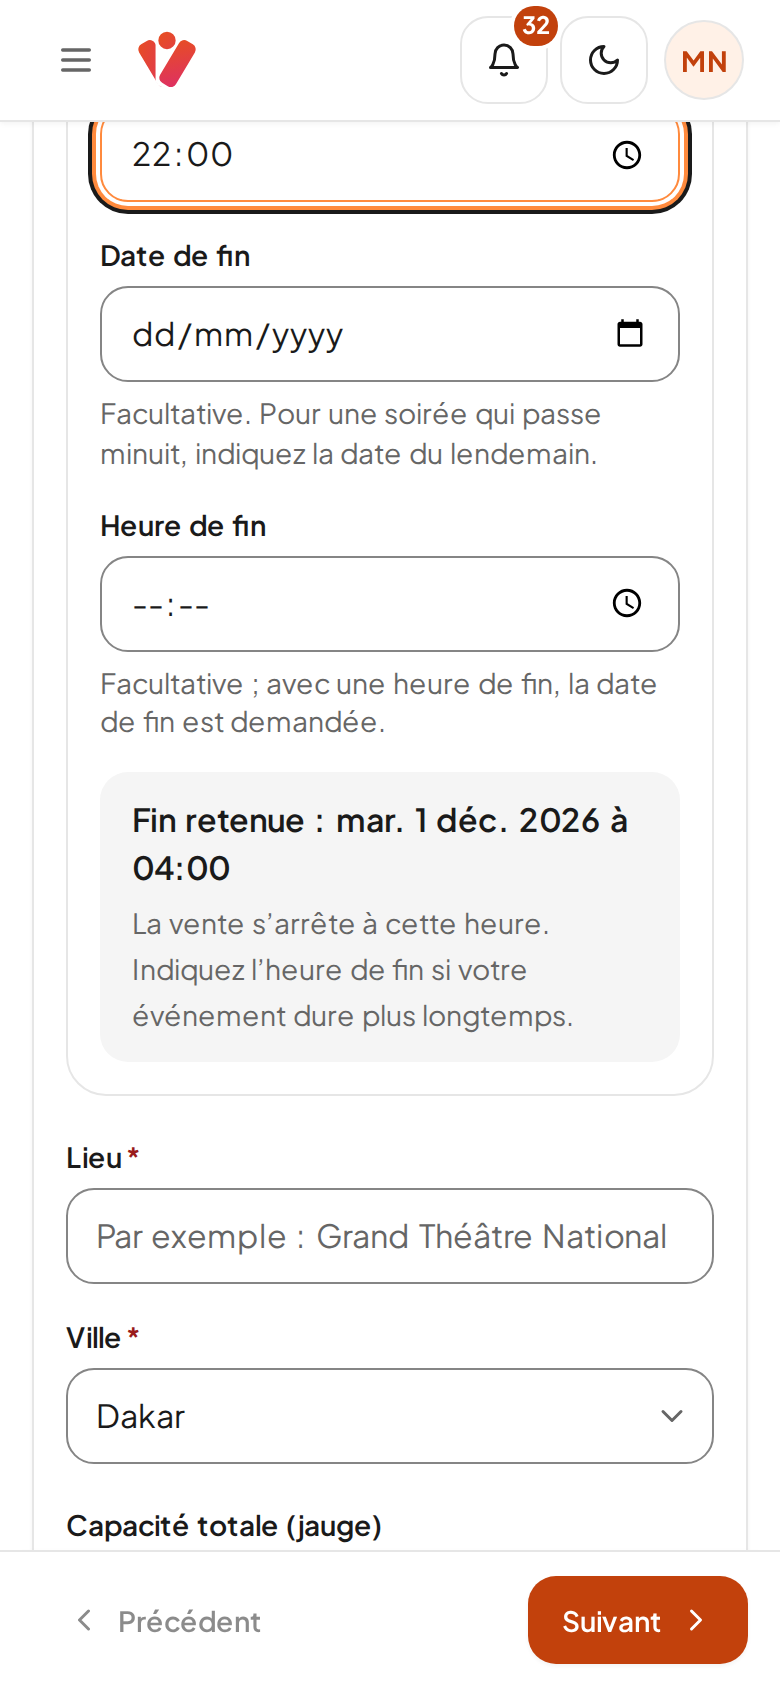 32
MN
22:00
Date de fin
dd/mm/yyyy
Facultative. Pour une soirée qui passe
minuit, indiquez la date du lendemain.
Heure de fin
--:--
Facultative ; avec une heure de fin, la date
de fin est demandée.
Fin retenue : mar. 1 déc. 2026 à
04:00
La vente s’arrête à cette heure.
Indiquez l’heure de fin si votre
événement dure plus longtemps.
Lieu *
Par exemple : Grand Théâtre National
Ville *
Dakar
Capacité totale (jauge)
Précédent
Suivant